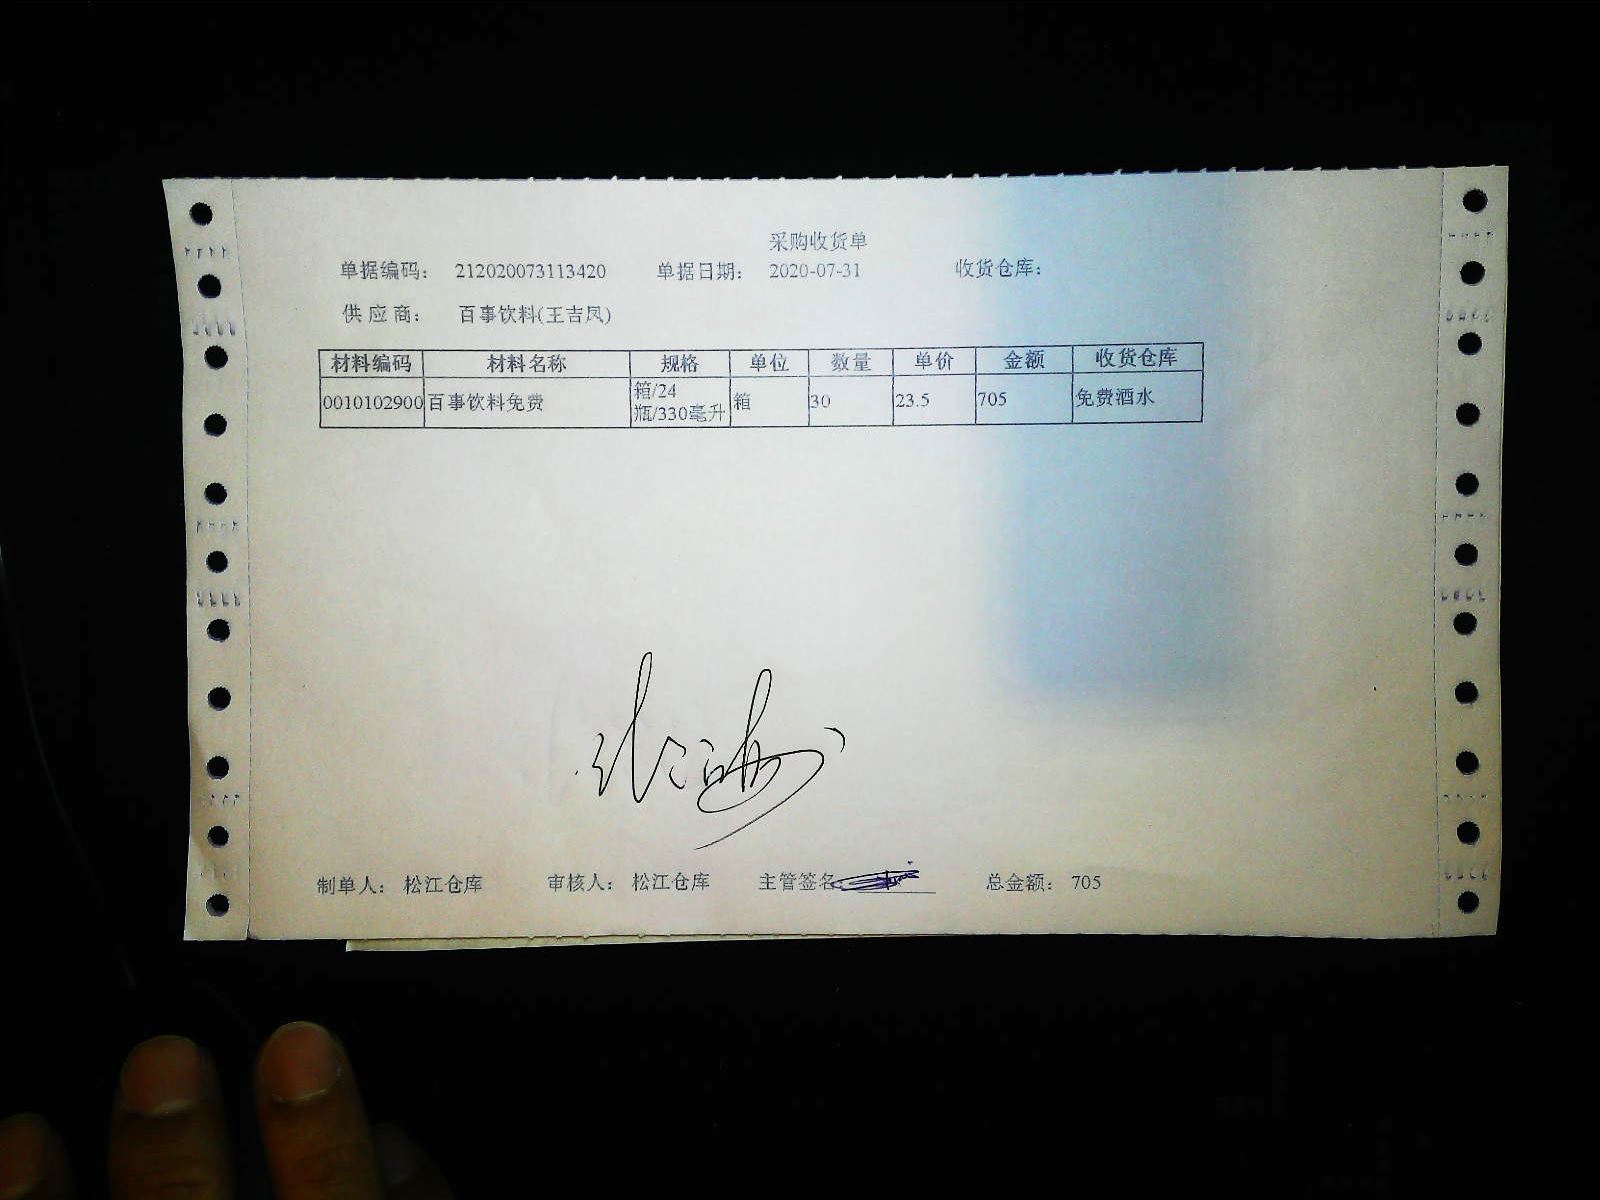 采购收货单
单据编码： 212020073113420 单据日期： 2020-07-31 收货仓库：
供应商： 百事饮料(王吉凤)
材料编码 材料名称 规格 单位 数量 单价 金额 收货仓库
0010102900 百事饮料免费 箱/24瓶/330毫升 箱 30 23.5 705 免费酒水
制单人： 松江仓库 审核人： 松江仓库 主管签名 总金额： 705